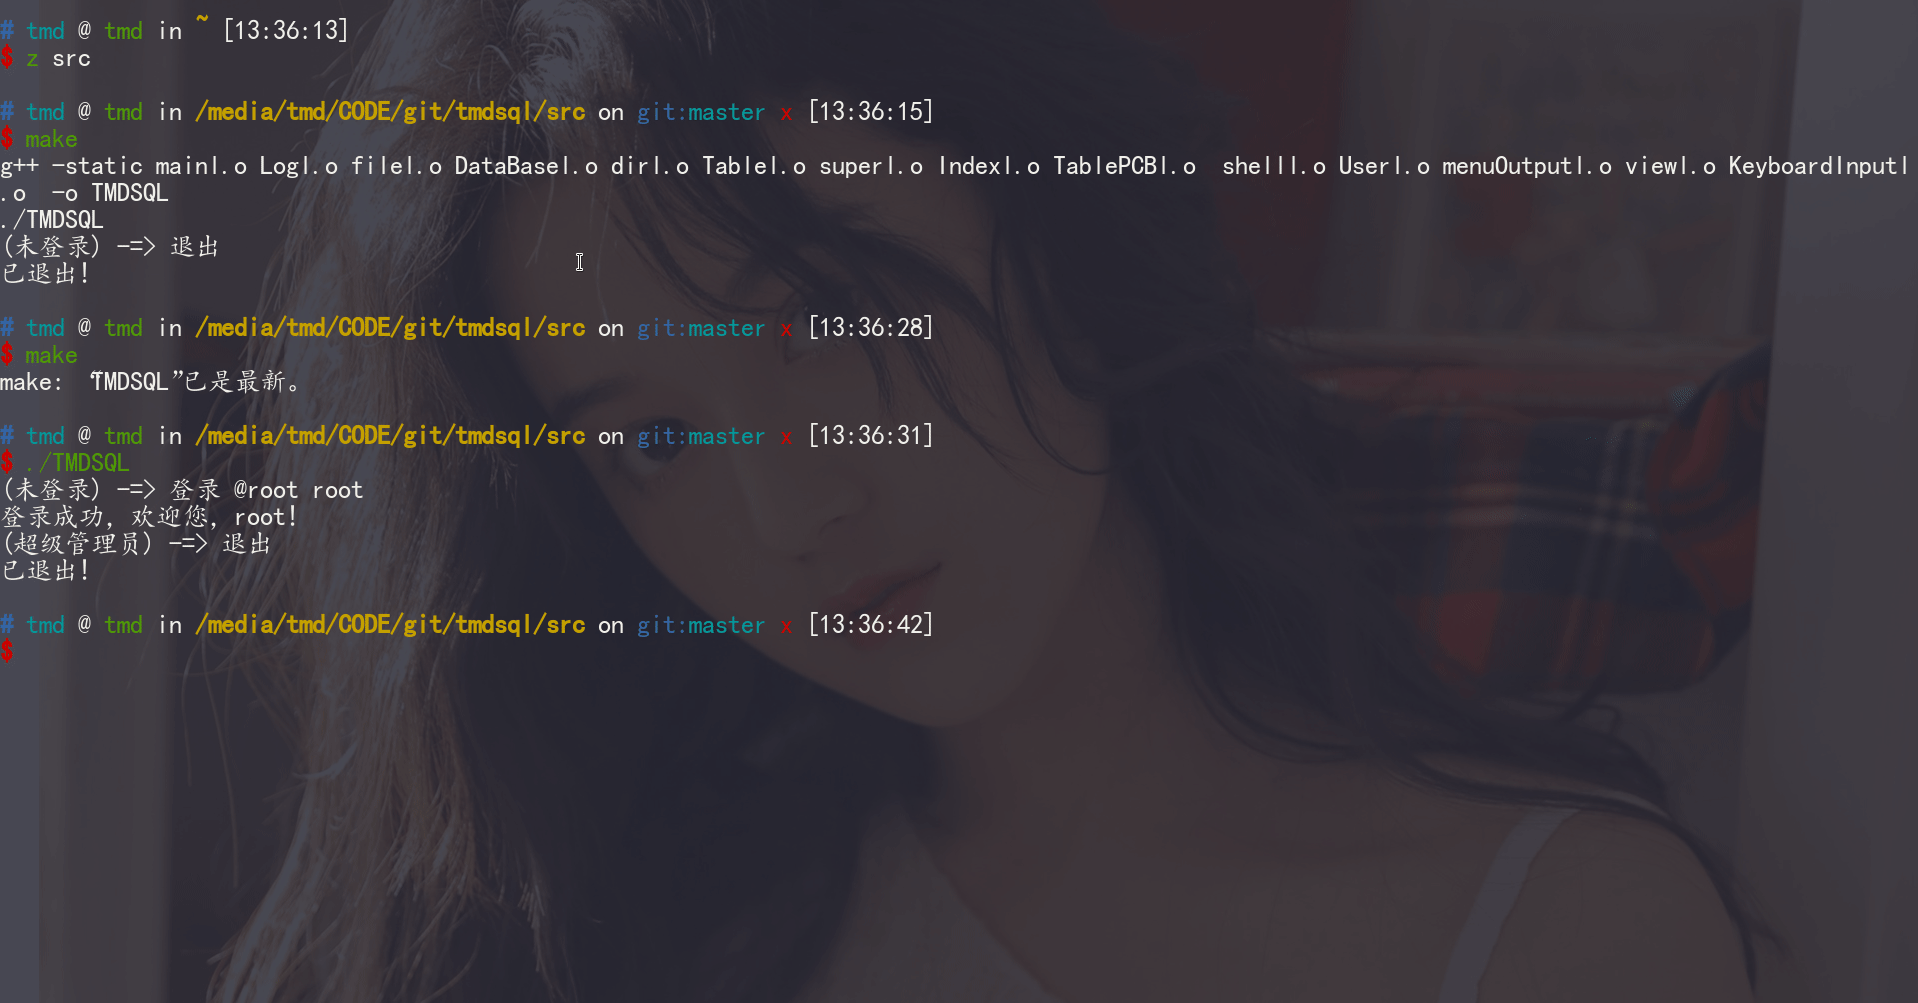 # tmd @ tmd in ~ [13:36:13]
$ z src
# tmd @ tmd in /media/tmd/CODE/git/tmdsql/src on git:master x [13:36:15]
$ make
g++ -static mainl.o Logl.o filel.o DataBasel.o dirl.o Tablel.o superl.o Indexl.o TablePCBl.o  shelll.o Userl.o menuOutputl.o viewl.o KeyboardInputl
.o  -o TMDSQL
./TMDSQL
(未登录) -=> 退出
已退出!
# tmd @ tmd in /media/tmd/CODE/git/tmdsql/src on git:master x [13:36:28]
$ make
make: “TMDSQL”已是最新。
# tmd @ tmd in /media/tmd/CODE/git/tmdsql/src on git:master x [13:36:31]
$ ./TMDSQL
(未登录) -=> 登录 @root root
登录成功, 欢迎您, root!
(超级管理员) -=> 退出
已退出!
# tmd @ tmd in /media/tmd/CODE/git/tmdsql/src on git:master x [13:36:42]
$